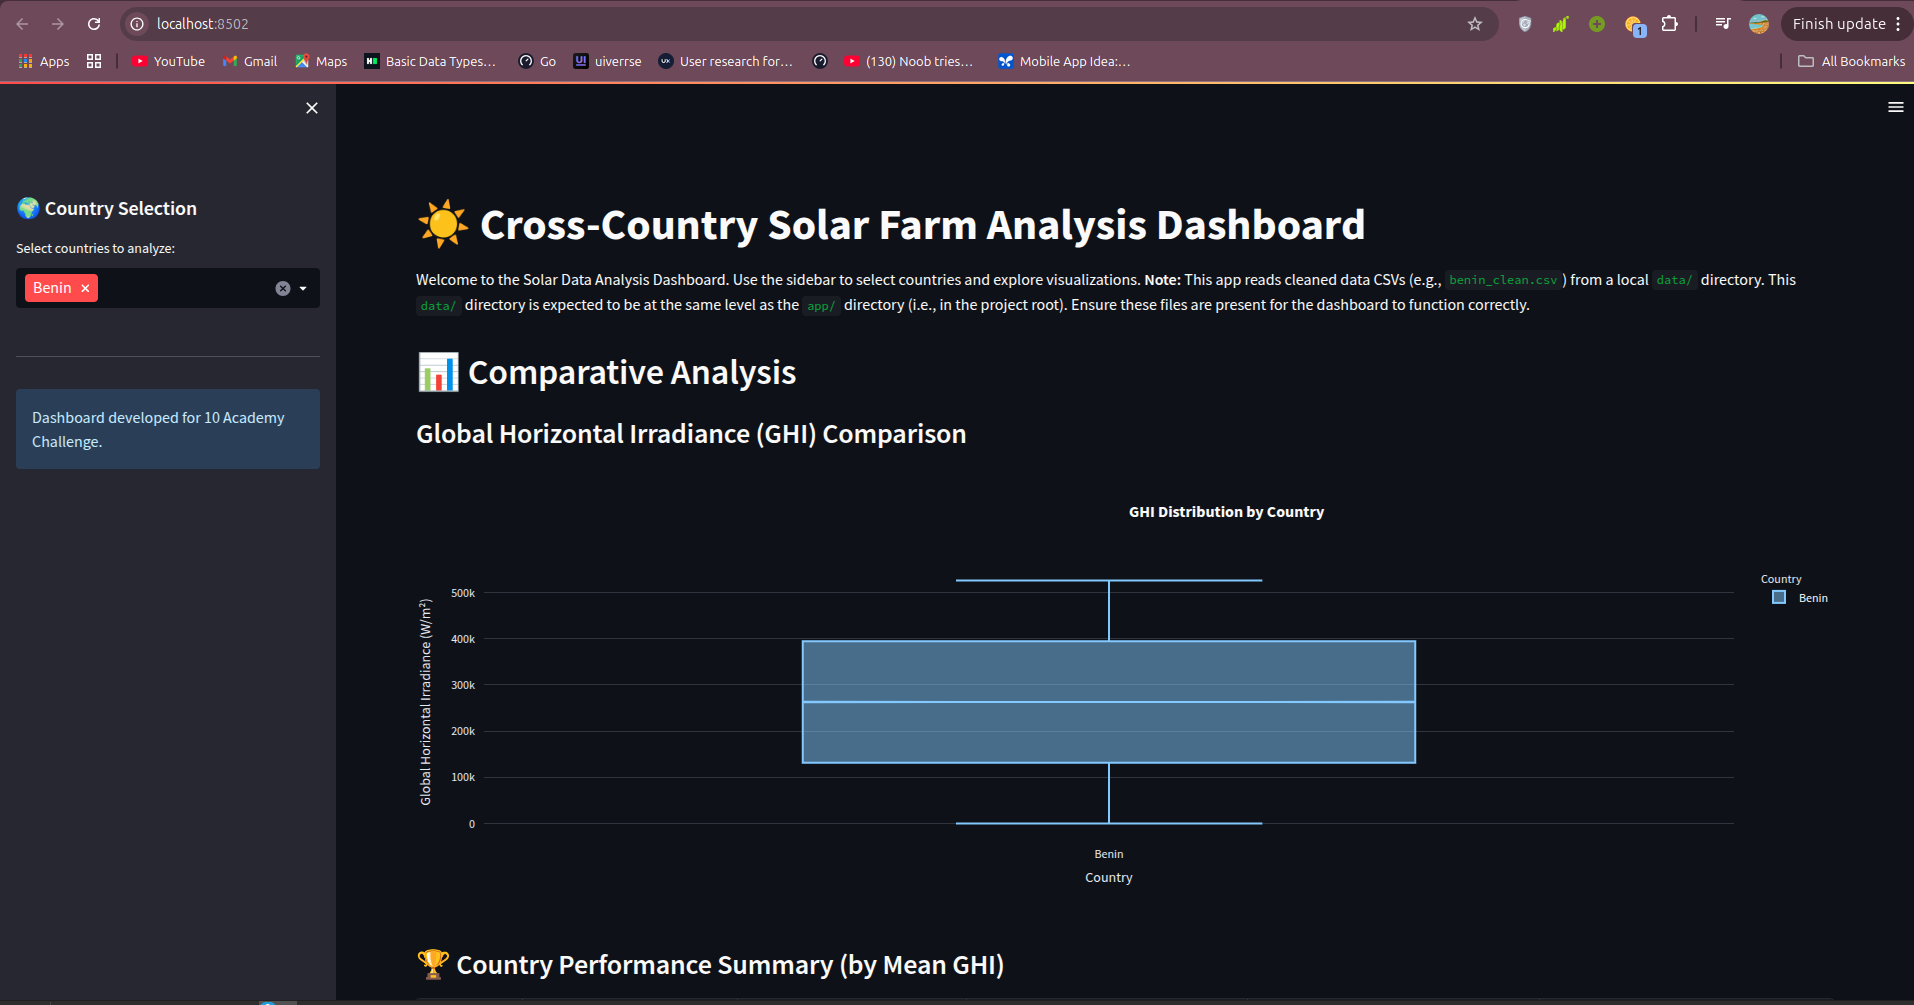 localhost:8502
Finish update
Apps
YouTube
Gmail
Maps
Basic Data Types...
Go
uiverrse
User research for...
(130) Noob tries...
Mobile App Idea:...
All Bookmarks
Country Selection
Select countries to analyze:
Benin
Dashboard developed for 10 Academy
Challenge.
Cross-Country Solar Farm Analysis Dashboard
Welcome to the Solar Data Analysis Dashboard. Use the sidebar to select countries and explore visualizations. Note: This app reads cleaned data CSVs (e.g., benin_clean.csv ) from a local data/ directory. This
data/ directory is expected to be at the same level as the app/ directory (i.e., in the project root). Ensure these files are present for the dashboard to function correctly.
Comparative Analysis
Global Horizontal Irradiance (GHI) Comparison
GHI Distribution by Country
Global Horizontal Irradiance (W/m²)
500k
400k
300k
200k
100k
0
Benin
Country
Country
Benin
Country Performance Summary (by Mean GHI)